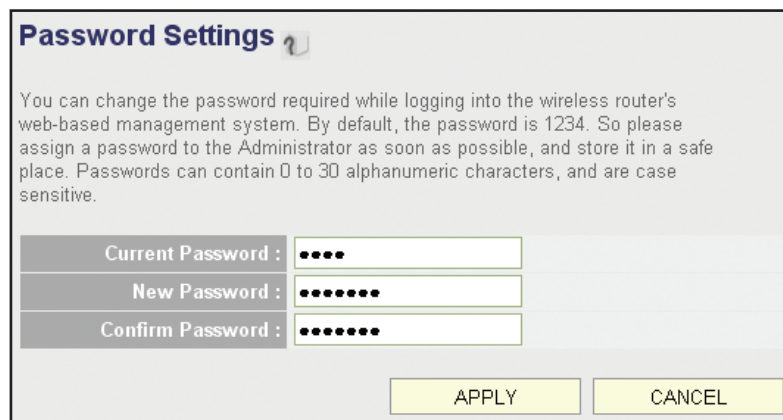 Password Settings
You can change the password required while logging into the wireless router's
web-based management system. By default, the password is 1234. So please
assign a password to the Administrator as soon as possible, and store it in a safe
place. Passwords can contain 0 to 30 alphanumeric characters, and are case
sensitive.
Current Password : ●●●●
New Password : ●●●●●●●
Confirm Password : ●●●●●●●
APPLY CANCEL